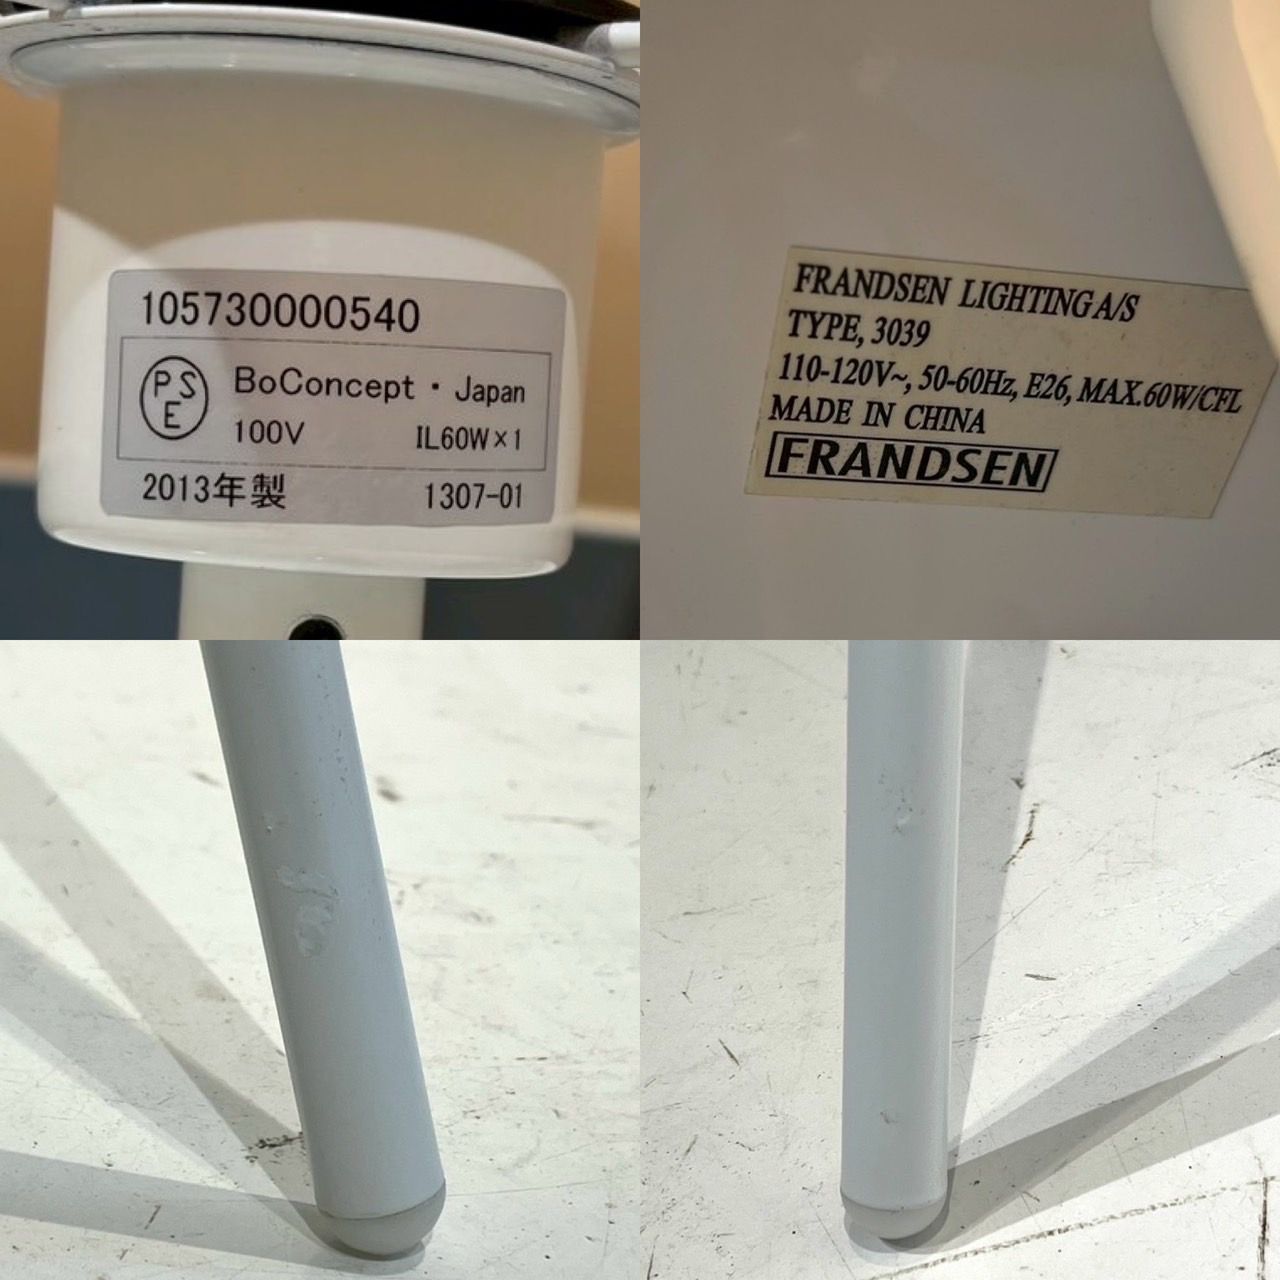 105730000540
PSE
BoConcept・Japan
100V IL60W×1
2013年製 1307-01
FRANDSEN LIGHTING A/S
TYPE, 3039
110-120V~, 50-60Hz, E26, MAX.60W/CFL
MADE IN CHINA
FRANDSEN